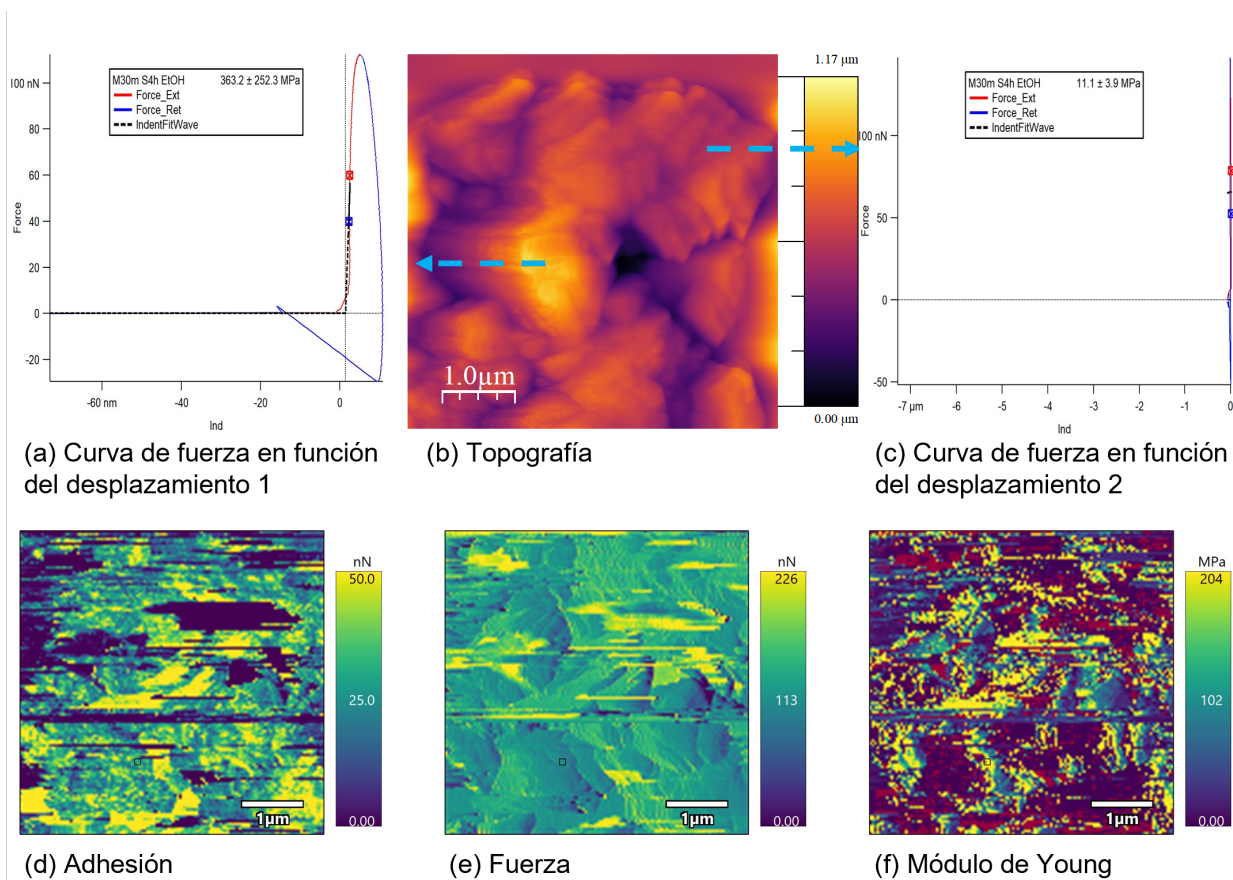 100 nN
80
60
40
20
0
-20
Force
-60 nm
-40
-20
0
Ind
M30m S4h EtOH 363.2 ± 252.3 MPa
Force_Ext
Force_Ret
IndentFitWave
(a) Curva de fuerza en función
del desplazamiento 1
1.0µm
1.17 µm
0.00 µm
(b) Topografía
100 nN
50
0
-50
Force
-7 µm
-6
-5
-4
-3
-2
-1
0
Ind
M30m S4h EtOH 11.1 ± 3.9 MPa
Force_Ext
Force_Ret
IndentFitWave
(c) Curva de fuerza en función
del desplazamiento 2
nN
50.0
25.0
0.00
1µm
(d) Adhesión
nN
226
113
0.00
1µm
(e) Fuerza
MPa
204
102
0.00
1µm
(f) Módulo de Young